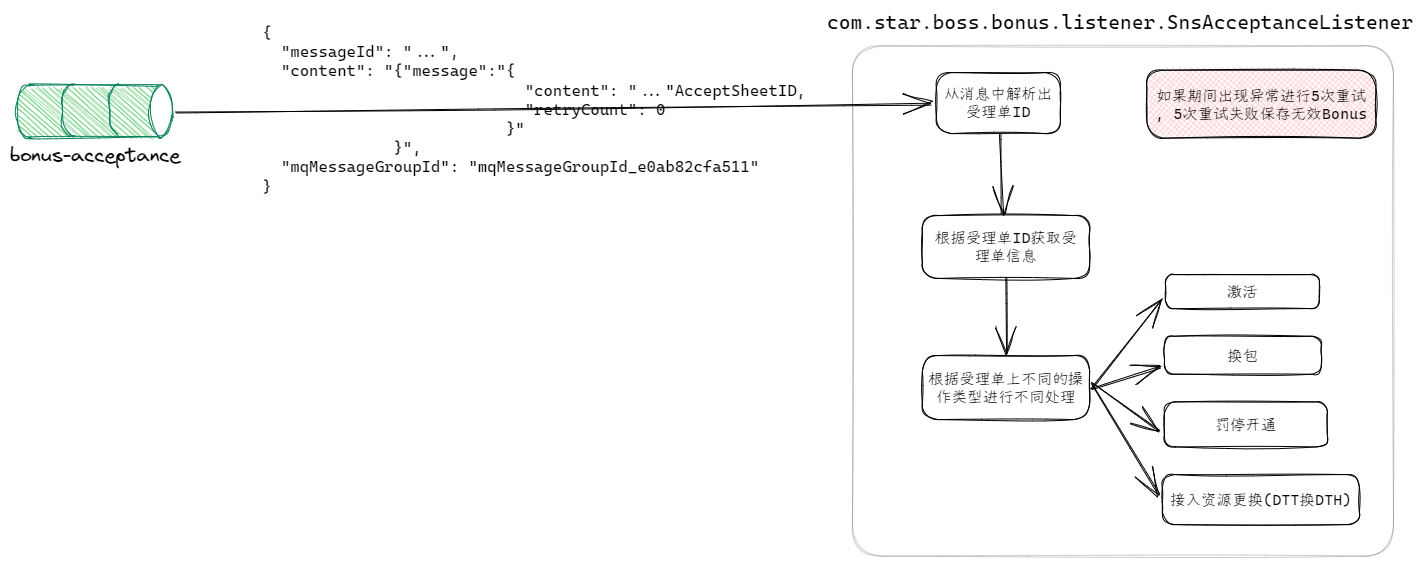 com.star.boss.bonus.listener.SnsAcceptanceListener
{
"messageId": "...",
"content": "{"message":"{
"content": "..."AcceptSheetID,
"retryCount": 0
}"
}",
"mqMessageGroupId": "mqMessageGroupId_e0ab82cfa511"
}
bonus-acceptance
从消息中解析出
受理单ID
如果期间出现异常进行5次重试
, 5次重试失败保存无效Bonus
根据受理单ID获取受
理单信息
根据受理单上不同的操
作类型进行不同处理
激活
换包
罚停开通
接入资源更换(DTT换DTH)